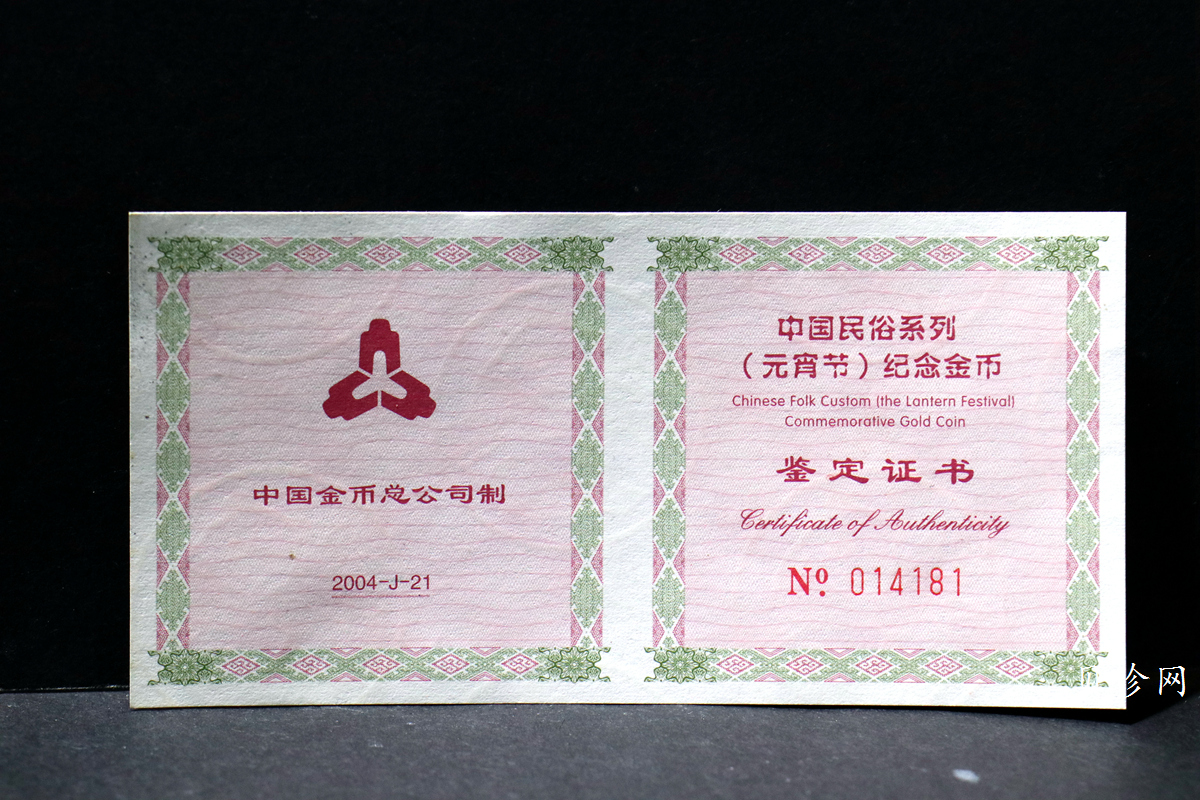 中国金币总公司制
2004-J-21
中国民俗系列
（元宵节）纪念金币
Chinese Folk Custom (the Lantern Festival)
Commemorative Gold Coin
鉴定证书
Certificate of Authenticity
Nº. 014181
珍网